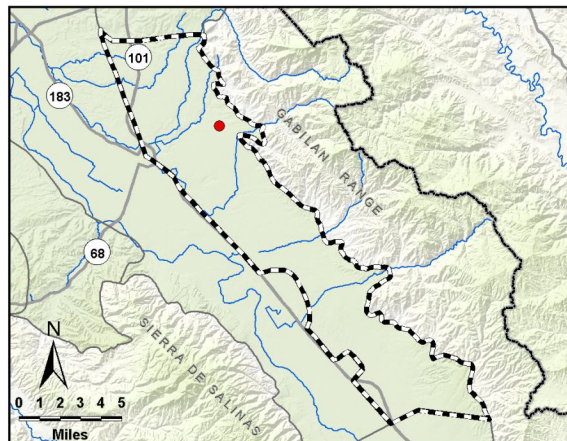 101
183
GABILAN RANGE
68
SIERRA DE SALINAS
N
0 1 2 3 4 5
Miles